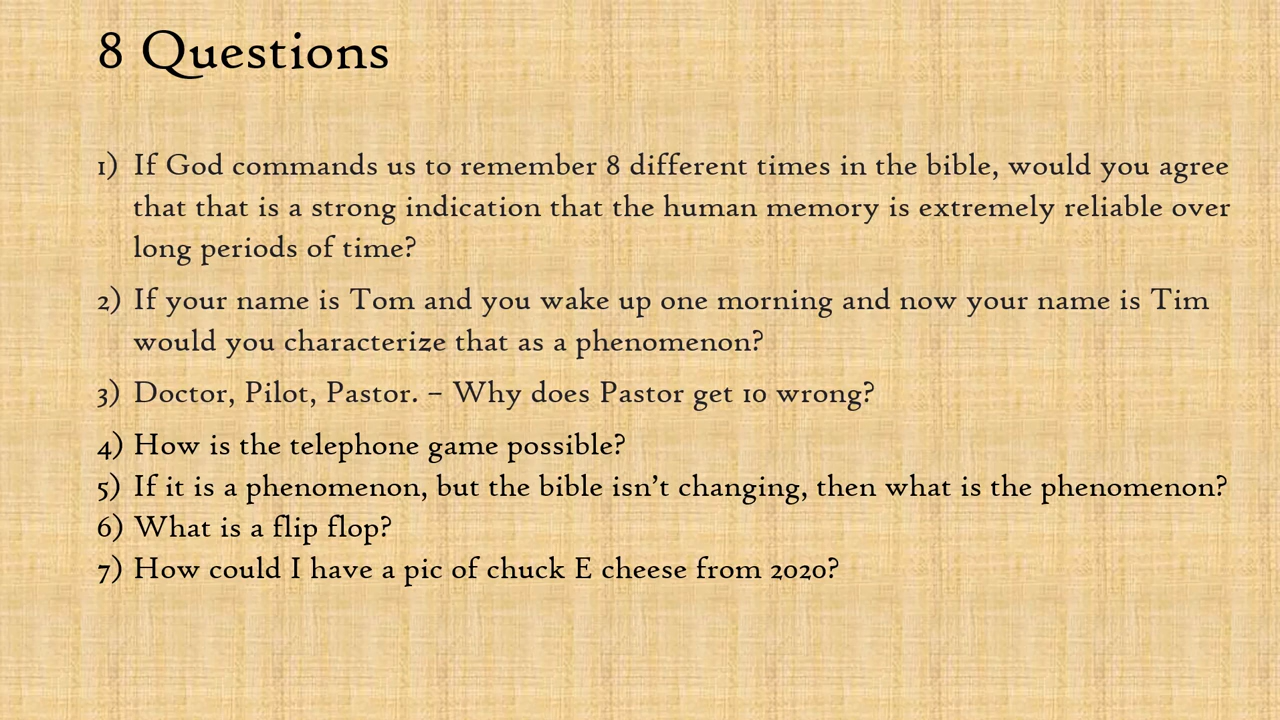 8 Questions
1) If God commands us to remember 8 different times in the bible, would you agree
that that is a strong indication that the human memory is extremely reliable over
long periods of time?
2) If your name is Tom and you wake up one morning and now your name is Tim
would you characterize that as a phenomenon?
3) Doctor, Pilot, Pastor. – Why does Pastor get 10 wrong?
4) How is the telephone game possible?
5) If it is a phenomenon, but the bible isn’t changing, then what is the phenomenon?
6) What is a flip flop?
7) How could I have a pic of chuck E cheese from 2020?